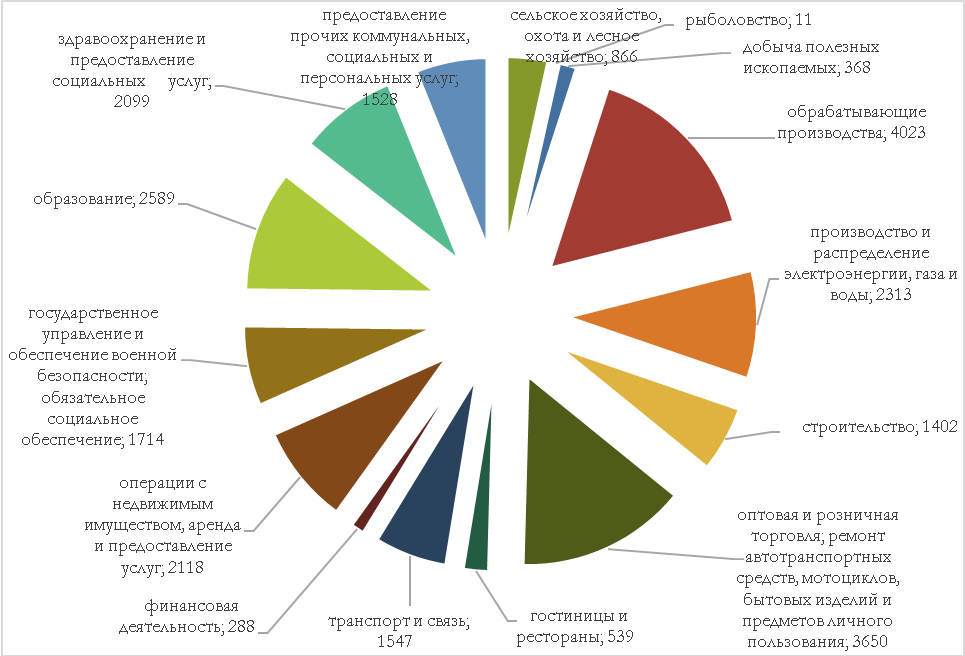 сельское хозяйство,
охота и лесное
хозяйство; 866
рыболовство; 11
добыча полезных
ископаемых; 368
обрабатывающие
производства; 4023
производство и
распределение
электроэнергии, газа и
воды; 2313
строительство; 1402
оптовая и розничная
торговля; ремонт
автотранспортных
средств, мотоциклов,
бытовых изделий и
предметов личного
пользования; 3650
гостиницы и
рестораны; 539
транспорт и связь;
1547
финансовая
деятельность; 288
операции с
недвижимым
имуществом, аренда
и предоставление
услуг; 2118
государственное
управление и
обеспечение военной
безопасности;
обязательное
социальное
обеспечение; 1714
образование; 2589
здравоохранение и
предоставление
социальных услуг;
2099
предоставление
прочих коммунальных,
социальных и
персональных услуг;
1528